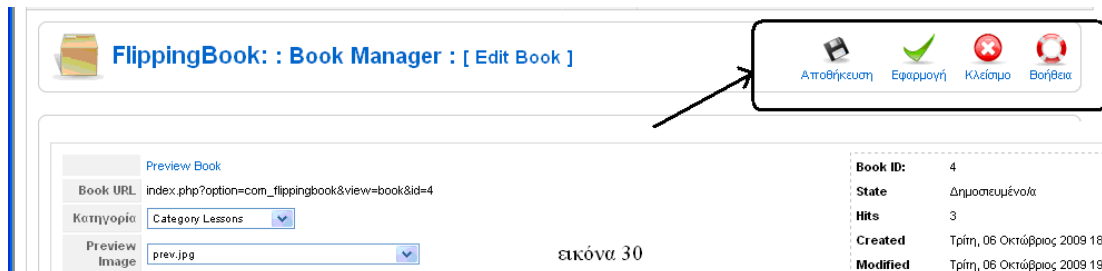 FlippingBook: : Book Manager : [ Edit Book ]
Αποθήκευση Εφαρμογή Κλείσιμο Βοήθεια
Preview Book
Book URL index.php?option=com_flippingbook&view=book&id=4
Κατηγορία Category Lessons
Preview Image prev.jpg
εικόνα 30
Book ID: 4
State Δημοσιευμένο/α
Hits 3
Created Τρίτη, 06 Οκτώβριος 2009 18
Modified Τρίτη, 06 Οκτώβριος 2009 19